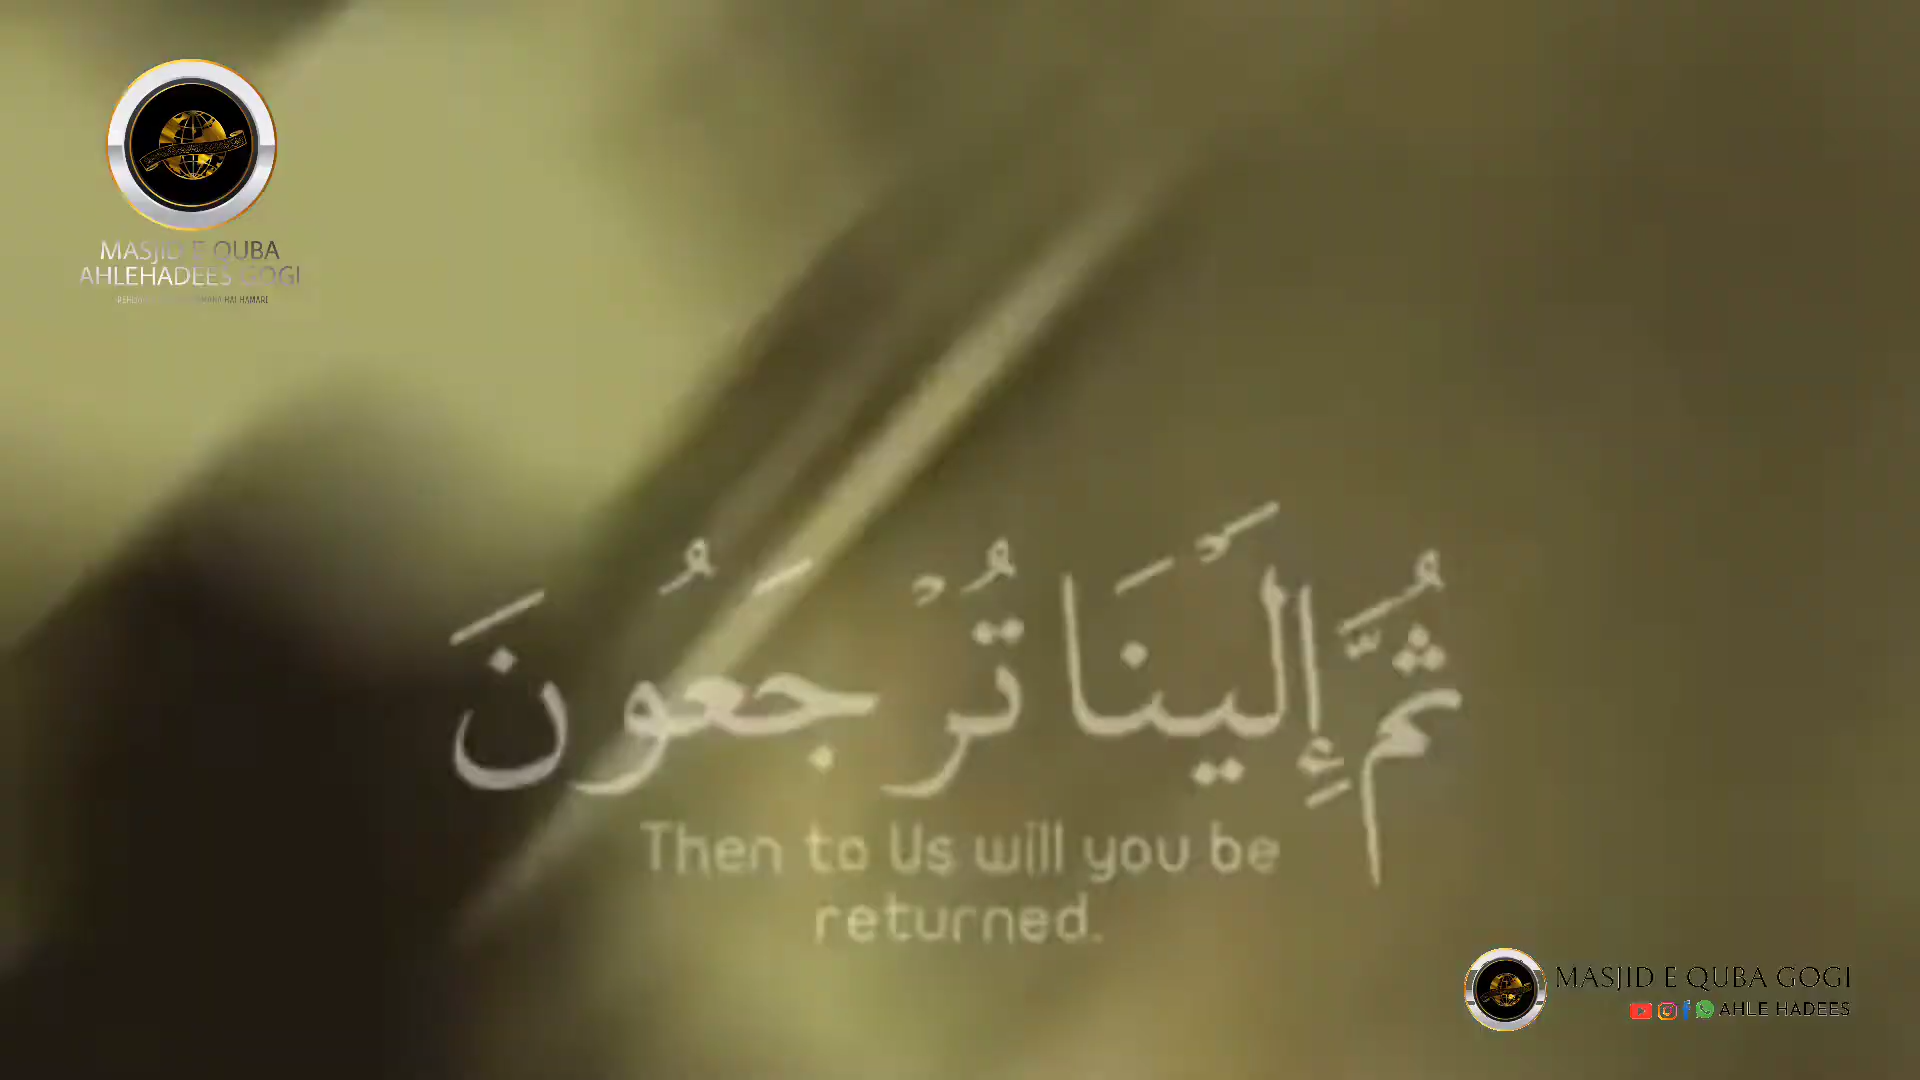 MASJID E QUBA
AHLEHADEES GOGI
ثُمَّ إِلَيْنَا تُرْجَعُونَ
Then to Us will you be
returned.
MASJID E QUBA GOGI
AHLE HADEES